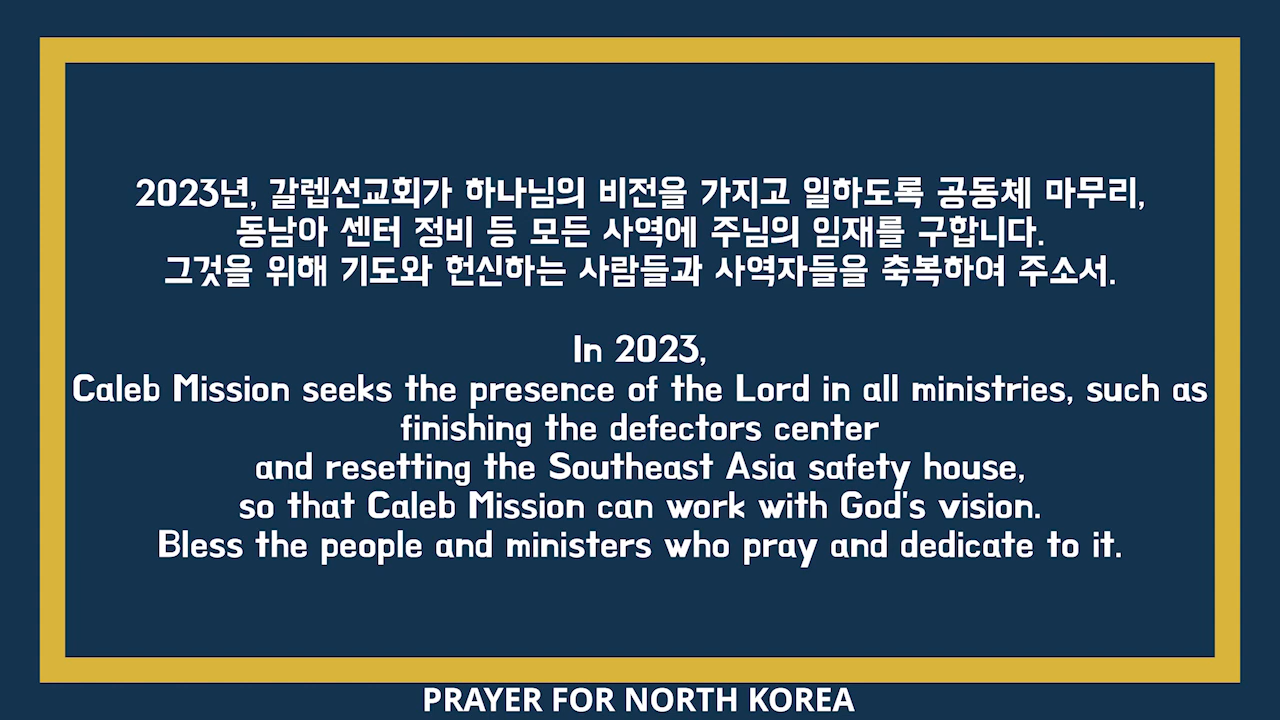 2023년, 갈렙선교회가 하나님의 비전을 가지고 일하도록 공동체 마무리,
동남아 센터 정비 등 모든 사역에 주님의 임재를 구합니다.
그것을 위해 기도와 헌신하는 사람들과 사역자들을 축복하여 주소서.
In 2023,
Caleb Mission seeks the presence of the Lord in all ministries, such as
finishing the defectors center
and resetting the Southeast Asia safety house,
so that Caleb Mission can work with God's vision.
Bless the people and ministers who pray and dedicate to it.
PRAYER FOR NORTH KOREA